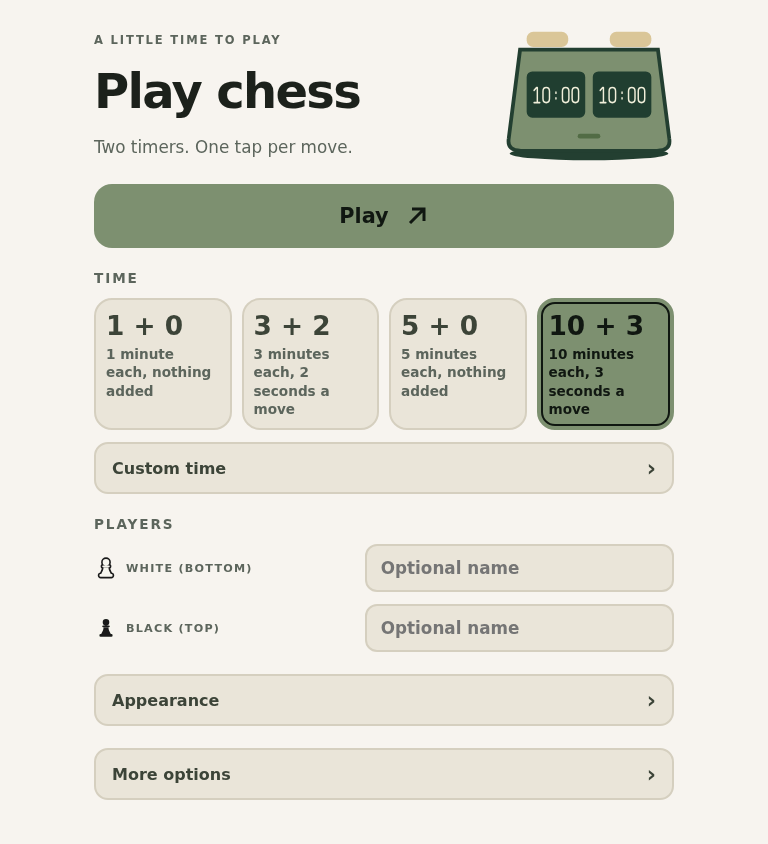 A LITTLE TIME TO PLAY
Play chess
Two timers. One tap per move.
10:00 10:00
Play
TIME
1 + 0
1 minute
each, nothing
added
3 + 2
3 minutes
each, 2
seconds a
move
5 + 0
5 minutes
each, nothing
added
10 + 3
10 minutes
each, 3
seconds a
move
Custom time
PLAYERS
WHITE (BOTTOM)
Optional name
BLACK (TOP)
Optional name
Appearance
More options